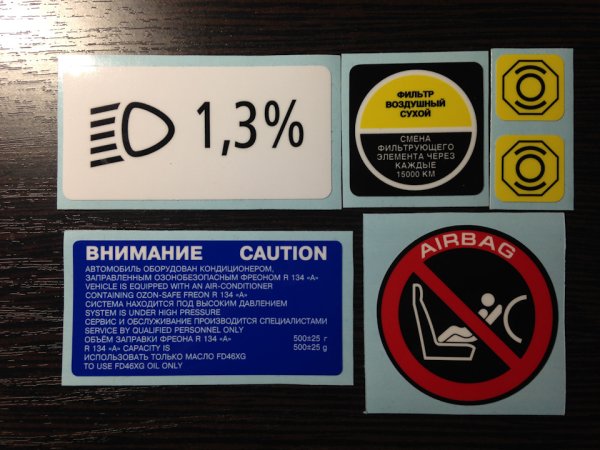 1,3%
ФИЛЬТР
ВОЗДУШНЫЙ
СУХОЙ
СМЕНА
ФИЛЬТРУЮЩЕГО
ЭЛЕМЕНТА ЧЕРЕЗ
КАЖДЫЕ
15000 КМ
ВНИМАНИЕ CAUTION
АВТОМОБИЛЬ ОБОРУДОВАН КОНДИЦИОНЕРОМ,
ЗАПРАВЛЕННЫМ ОЗОНОБЕЗОПАСНЫМ ФРЕОНОМ R 134 «A»
VEHICLE IS EQUIPPED WITH AN AIR-CONDITIONER
CONTAINING OZON-SAFE FREON R 134 «A»
СИСТЕМА НАХОДИТСЯ ПОД ВЫСОКИМ ДАВЛЕНИЕМ
SYSTEM IS UNDER HIGH PRESSURE
СЕРВИС И ОБСЛУЖИВАНИЕ ПРОИЗВОДИТСЯ СПЕЦИАЛИСТАМИ
SERVICE BY QUALIFIED PERSONNEL ONLY
ОБЪЁМ ЗАПРАВКИ ФРЕОНА R 134 «A» 500±25 г
R 134 «A» CAPACITY IS 500±25 g
ИСПОЛЬЗОВАТЬ ТОЛЬКО МАСЛО FD46XG
TO USE FD46XG OIL ONLY
AIRBAG